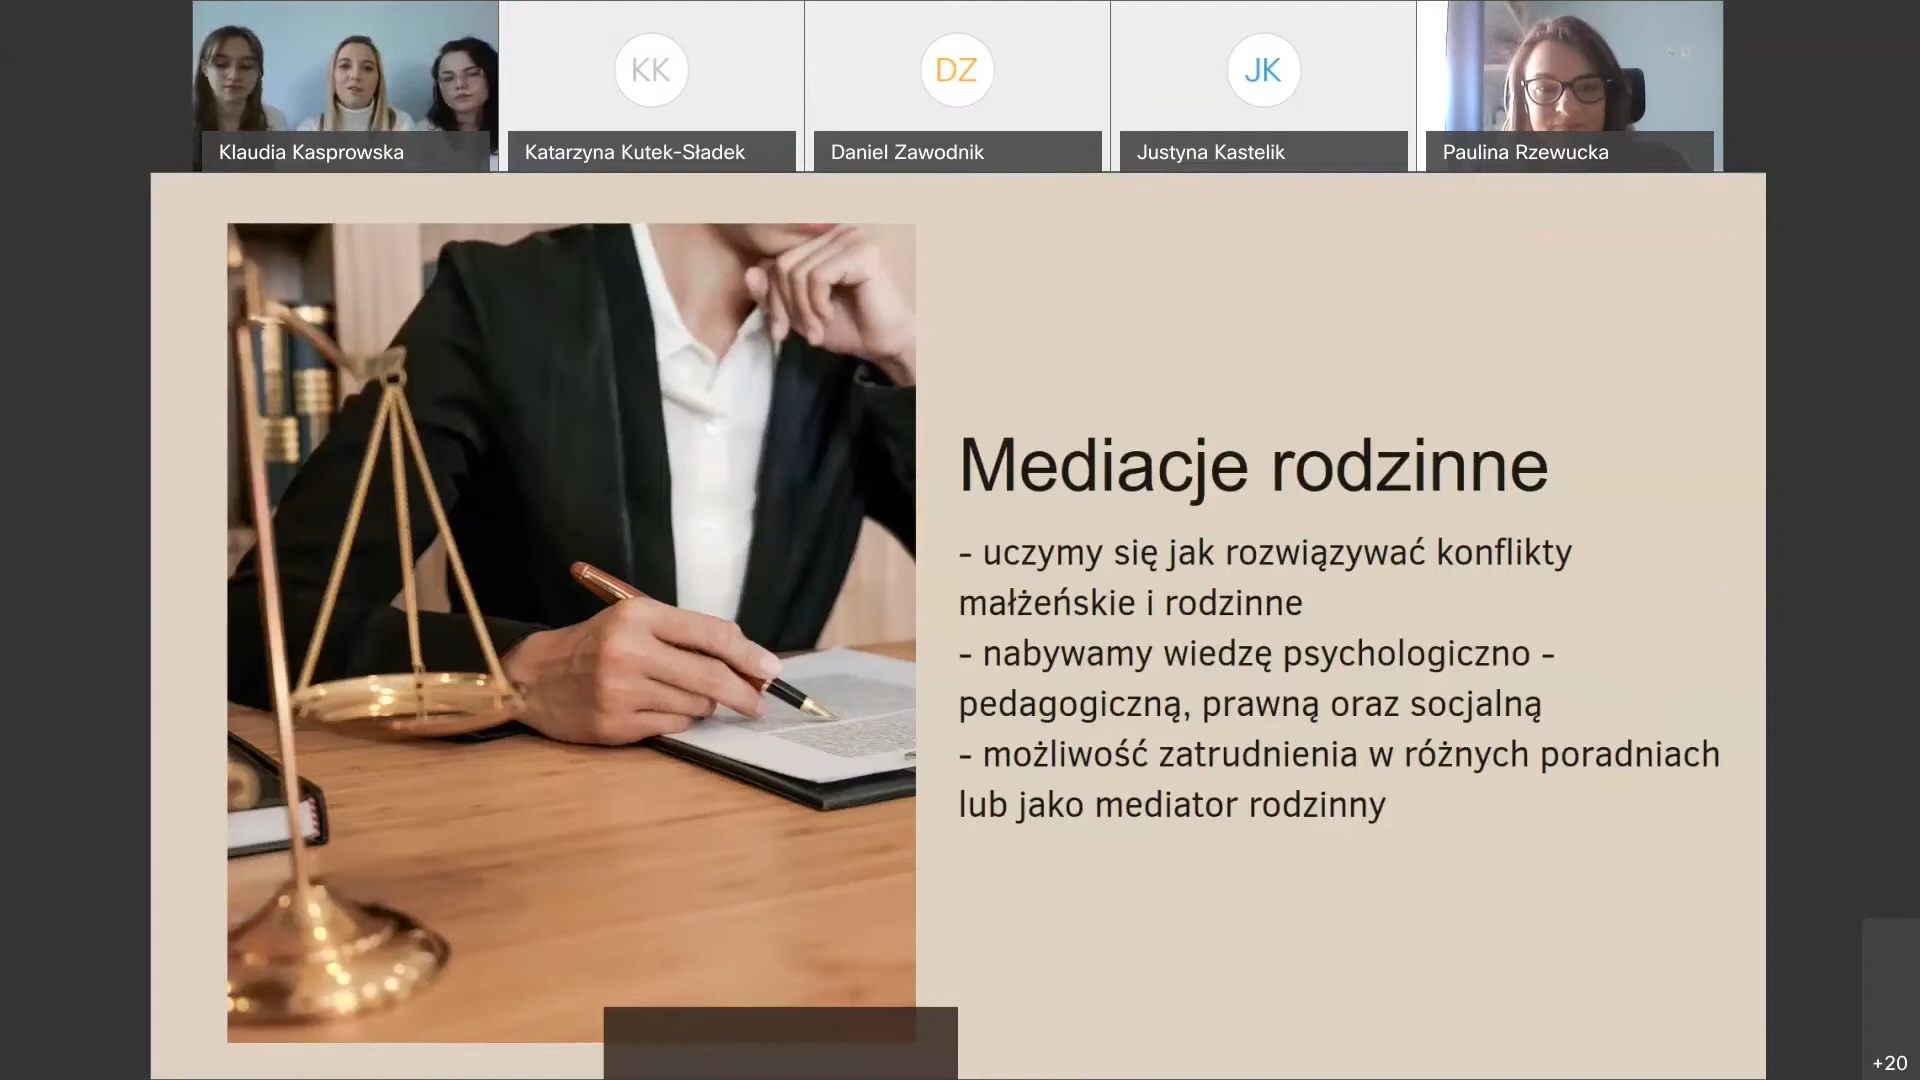 KK
DZ
JK
Klaudia Kasprowska
Katarzyna Kutek-Sładek
Daniel Zawodnik
Justyna Kastelik
Paulina Rzewucka
Mediacje rodzinne
- uczymy się jak rozwiązywać konflikty
małżeńskie i rodzinne
- nabywamy wiedzę psychologiczno -
pedagogiczną, prawną oraz socjalną
- możliwość zatrudnienia w różnych poradniach
lub jako mediator rodzinny
+20